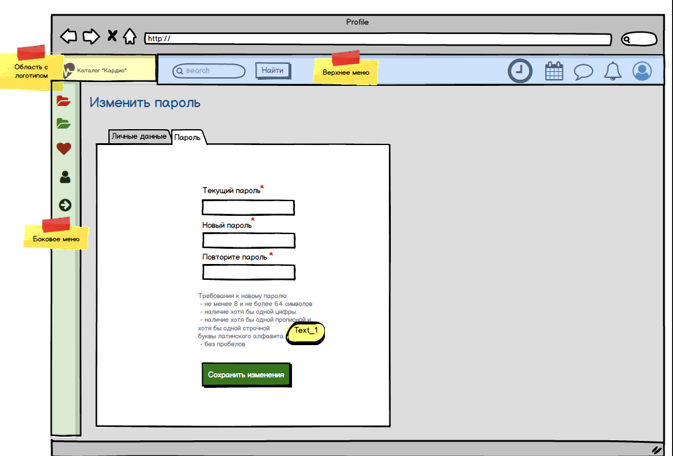 Profile
http://
Область с
логотипом
Каталог "Кардио"
search
Найти
Верхнее меню
Изменить пароль
Личные данные
Пароль
Текущий пароль*
Новый пароль*
Повторите пароль *
Требования к новому паролю:
- не менее 8 и не более 64 символов
- наличие хотя бы одной цифры
- наличие хотя бы одной прописной и
хотя бы одной строчной
буквы латинского алфавита
- без пробелов
Text_1
Сохранить изменения
Боковое меню